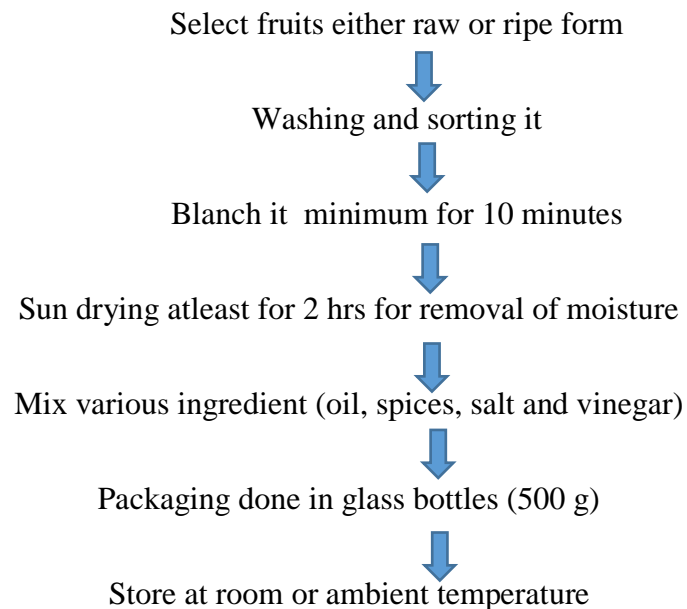 Select fruits either raw or ripe form
Washing and sorting it
Blanch it minimum for 10 minutes
Sun drying atleast for 2 hrs for removal of moisture
Mix various ingredient (oil, spices, salt and vinegar)
Packaging done in glass bottles (500 g)
Store at room or ambient temperature